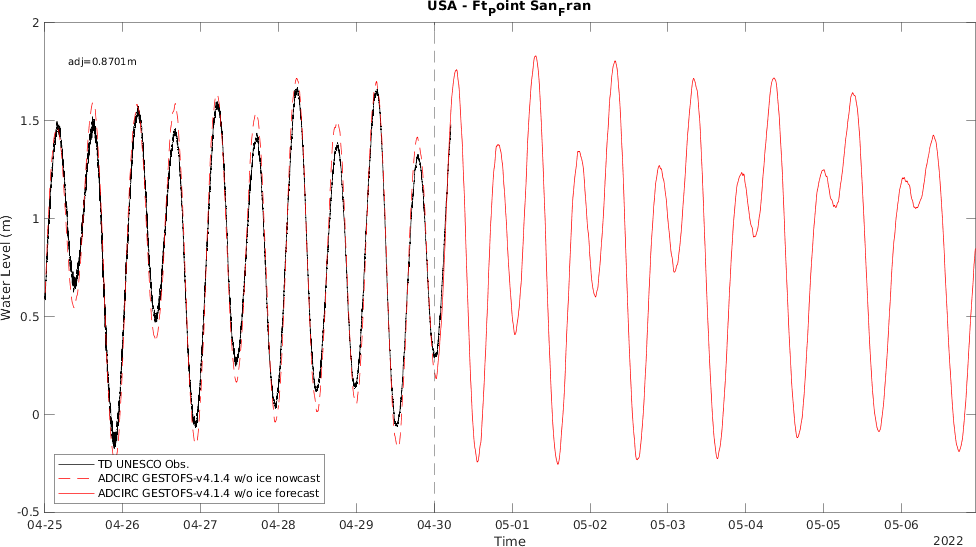 USA - FtPoint SanFran
adj=0.8701m
Water Level (m)
2
1.5
1
0.5
0
-0.5
TD UNESCO Obs.
ADCIRC GESTOFS-v4.1.4 w/o ice nowcast
ADCIRC GESTOFS-v4.1.4 w/o ice forecast
04-25 04-26 04-27 04-28 04-29 04-30 05-01 05-02 05-03 05-04 05-05 05-06
Time
2022